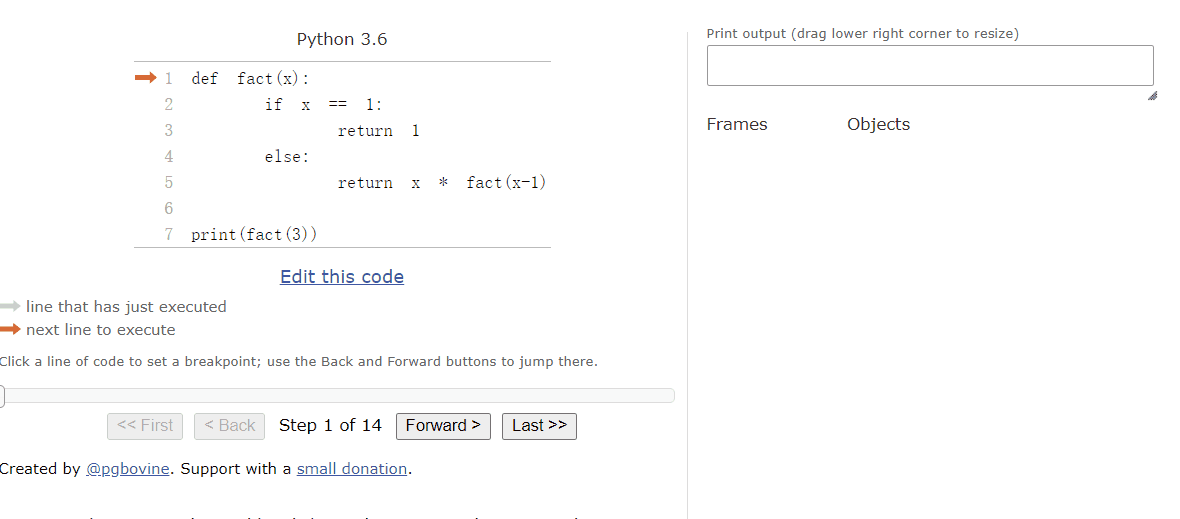 Python 3.6
1 def fact(x):
2 if x == 1:
3 return 1
4 else:
5 return x * fact(x-1)
6
7 print(fact(3))
Edit this code
line that has just executed
next line to execute
Click a line of code to set a breakpoint; use the Back and Forward buttons to jump there.
<< First < Back Step 1 of 14 Forward > Last >>
Created by @pgbovine. Support with a small donation.
Print output (drag lower right corner to resize)
Frames Objects